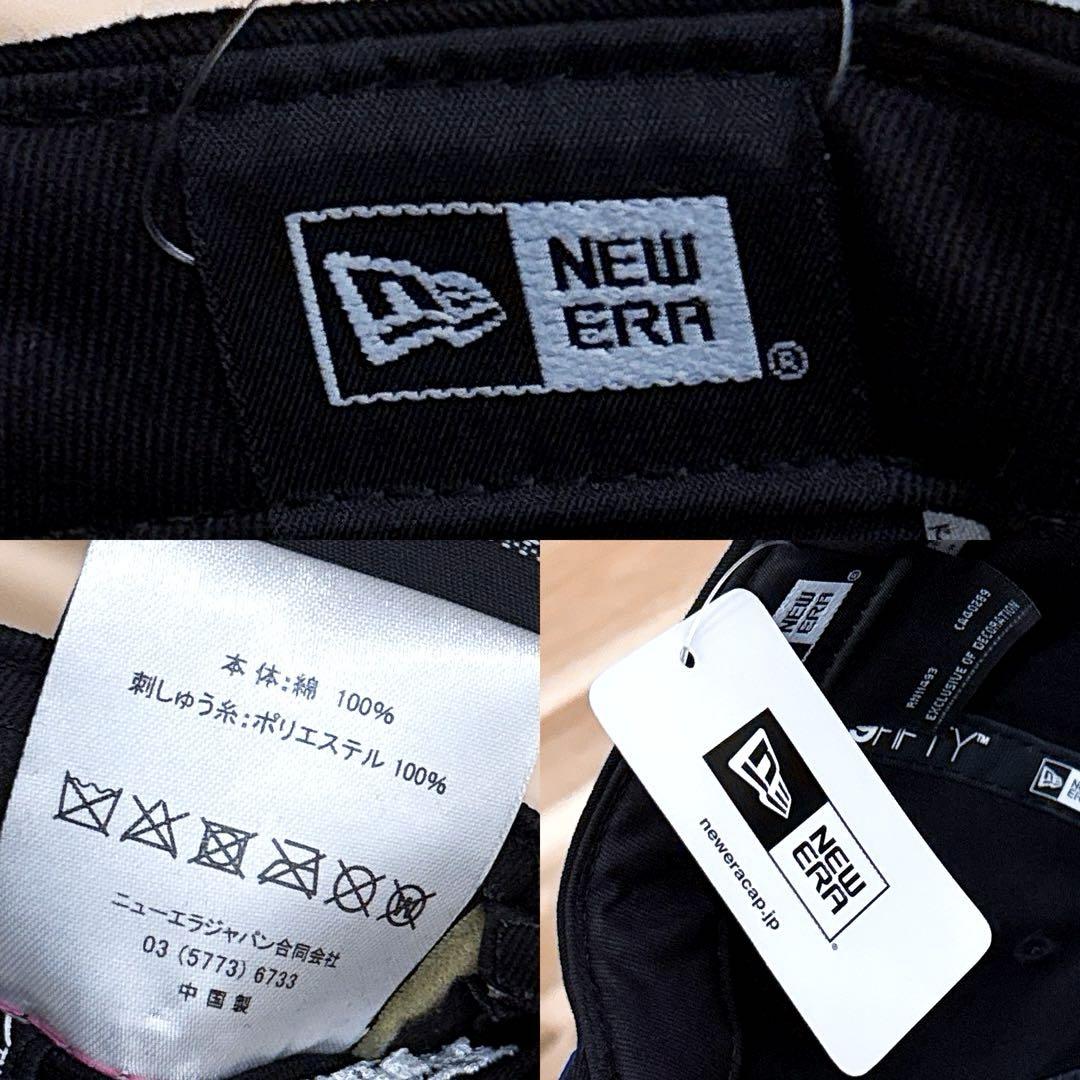 NEW
ERA
®
本体:綿 100%
刺しゅう糸:ポリエステル 100%
ニューエラジャパン合同会社
03 (5773) 6733
中国製
NEW
ERA
®
EXCLUSIVE OF DECORATION
9FIFTY™
NEW
ERA
neweracap.jp